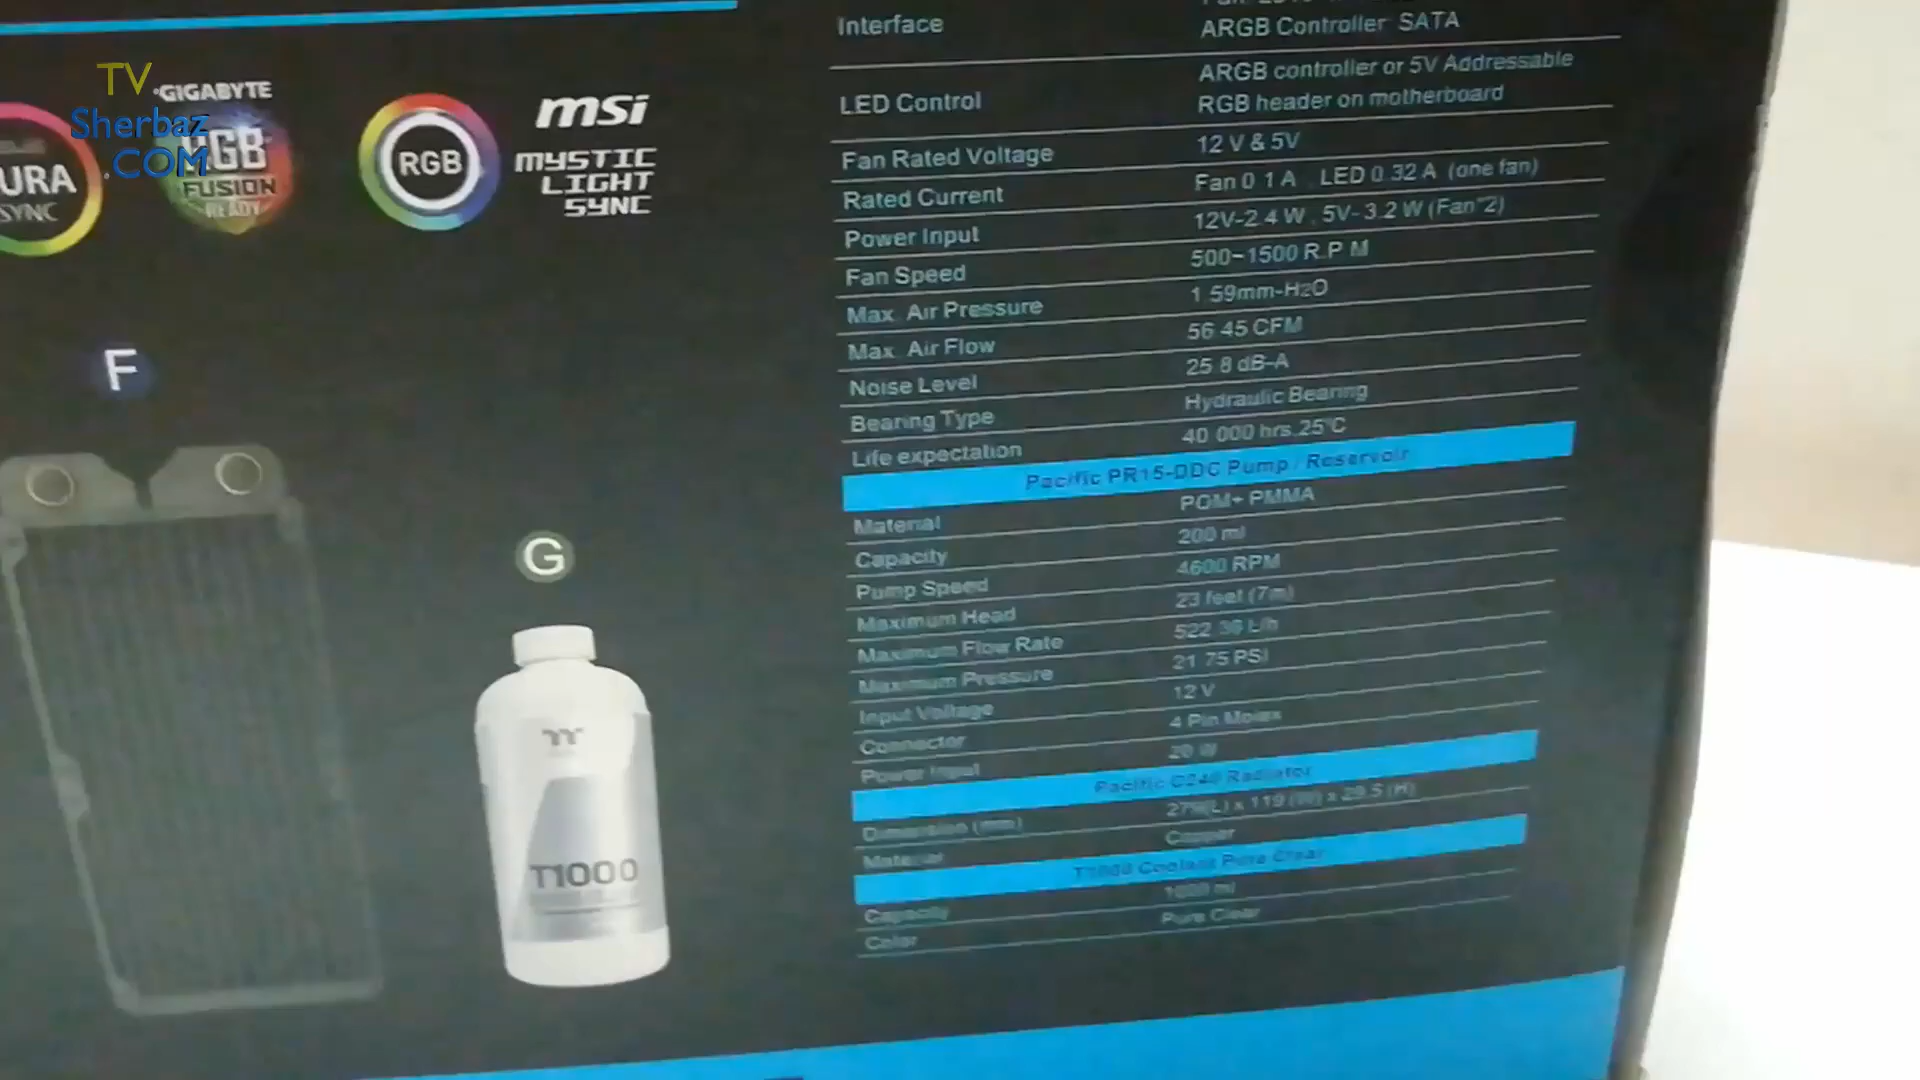 TV
Sherbaz
.COM
URA
SYNC
GIGABYTE
RGB
FUSION
READY
RGB
msi
MYSTIC
LIGHT
SYNC
F
G
T1000
Interface
ARGB Controller SATA
LED Control
ARGB controller or 5V Addressable
RGB header on motherboard
Fan Rated Voltage 12 V & 5V
Rated Current Fan 0.1 A , LED 0.32 A (one fan)
Power Input 12V-2.4 W , 5V-3.2 W (Fan*2)
Fan Speed 500~1500 R.P.M
Max. Air Pressure 1.59mm-H2O
Max. Air Flow 56.45 CFM
Noise Level 25.8 dB-A
Bearing Type Hydraulic Bearing
Life expectation 40,000 hrs,25°C
Pacific PR15-DDC Pump / Reservoir
Material POM+ PMMA
Capacity 200 ml
Pump Speed 4600 RPM
Maximum Head 23 feet (7m)
Maximum Flow Rate 522.36 L/h
Maximum Pressure 21.75 PSI
Input Voltage 12 V
Connector 4 Pin Molex
Power Input 20 W
Pacific C240 Radiator
Dimension (mm) x 119 (W) x 29.5 (H)
Material Copper
T1000 Coolant Pure Clear
Capacity 1000 ml
Color Pure Clear